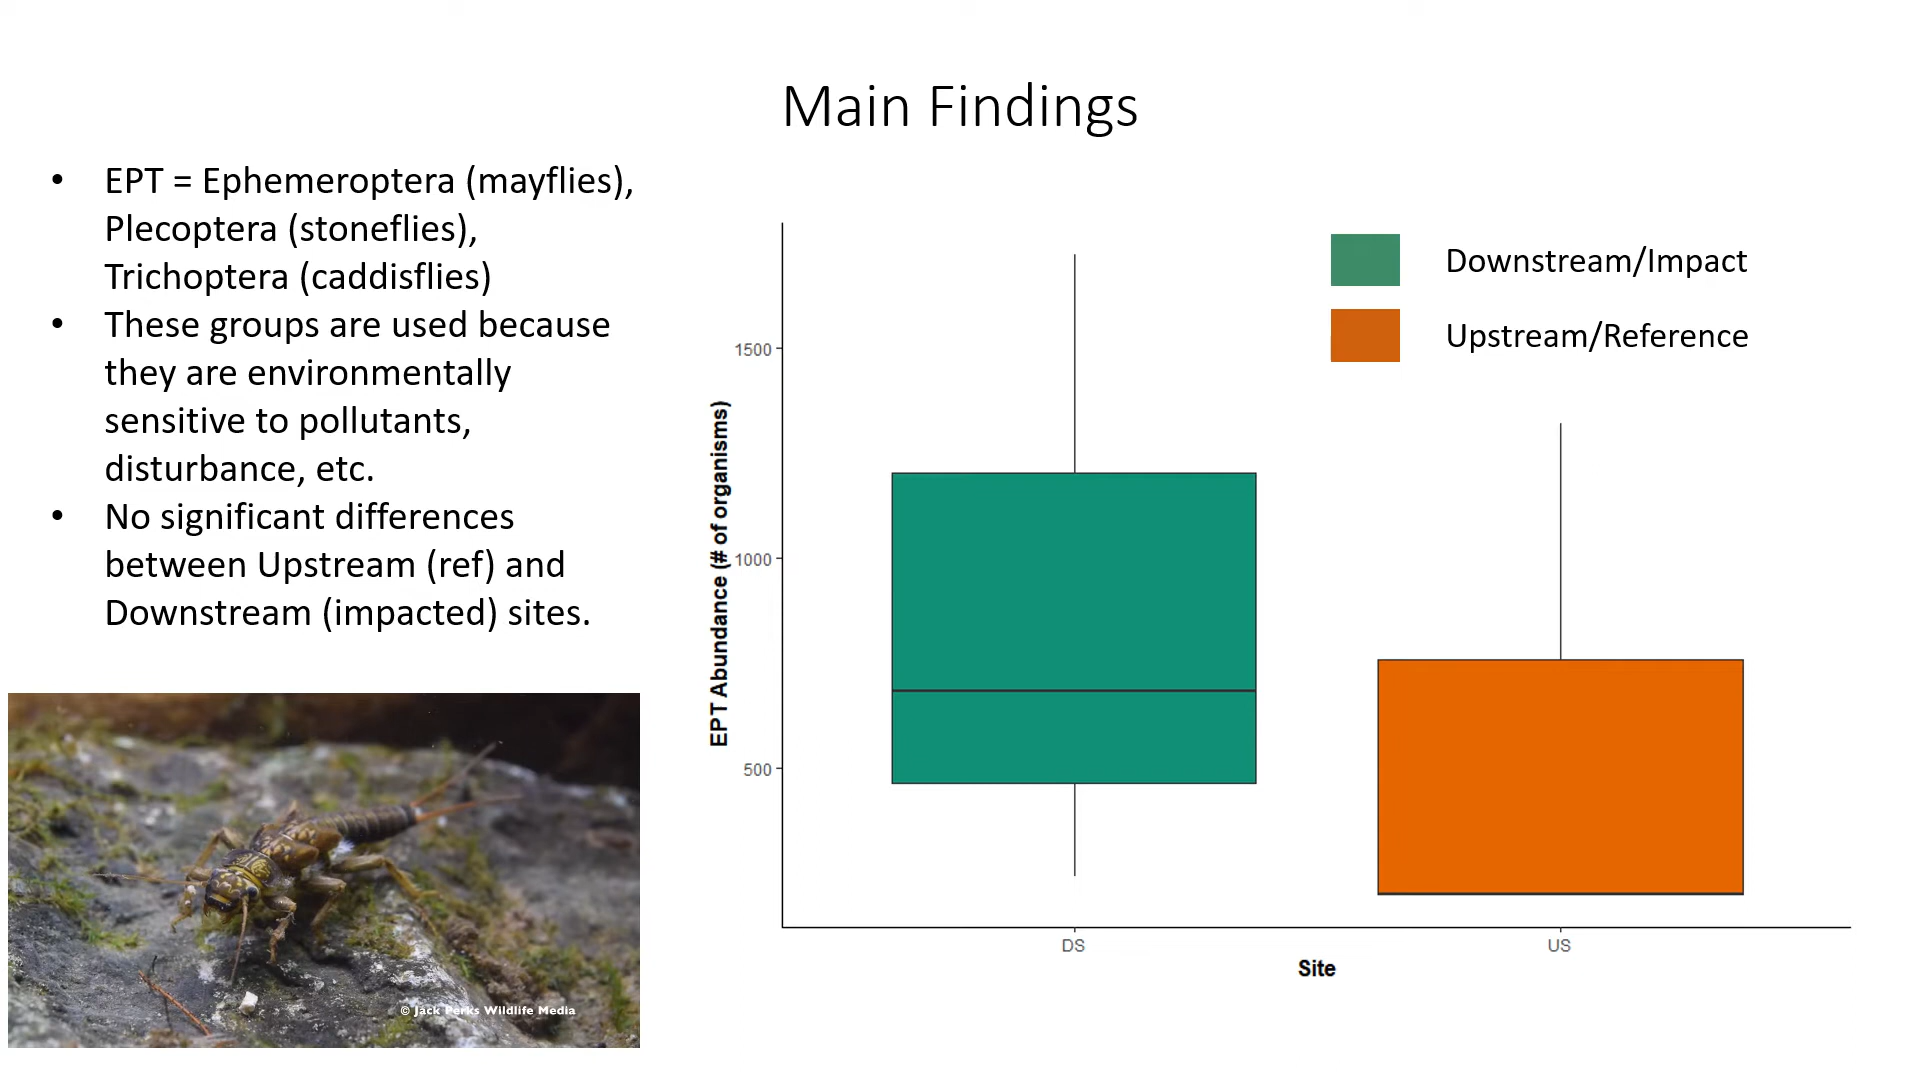 Main Findings
• EPT = Ephemeroptera (mayflies),
Plecoptera (stoneflies),
Trichoptera (caddisflies)
• These groups are used because
they are environmentally
sensitive to pollutants,
disturbance, etc.
• No significant differences
between Upstream (ref) and
Downstream (impacted) sites.
© Jack Perks Wildlife Media
Downstream/Impact
Upstream/Reference
EPT Abundance (# of organisms)
1500
1000
500
DS
US
Site